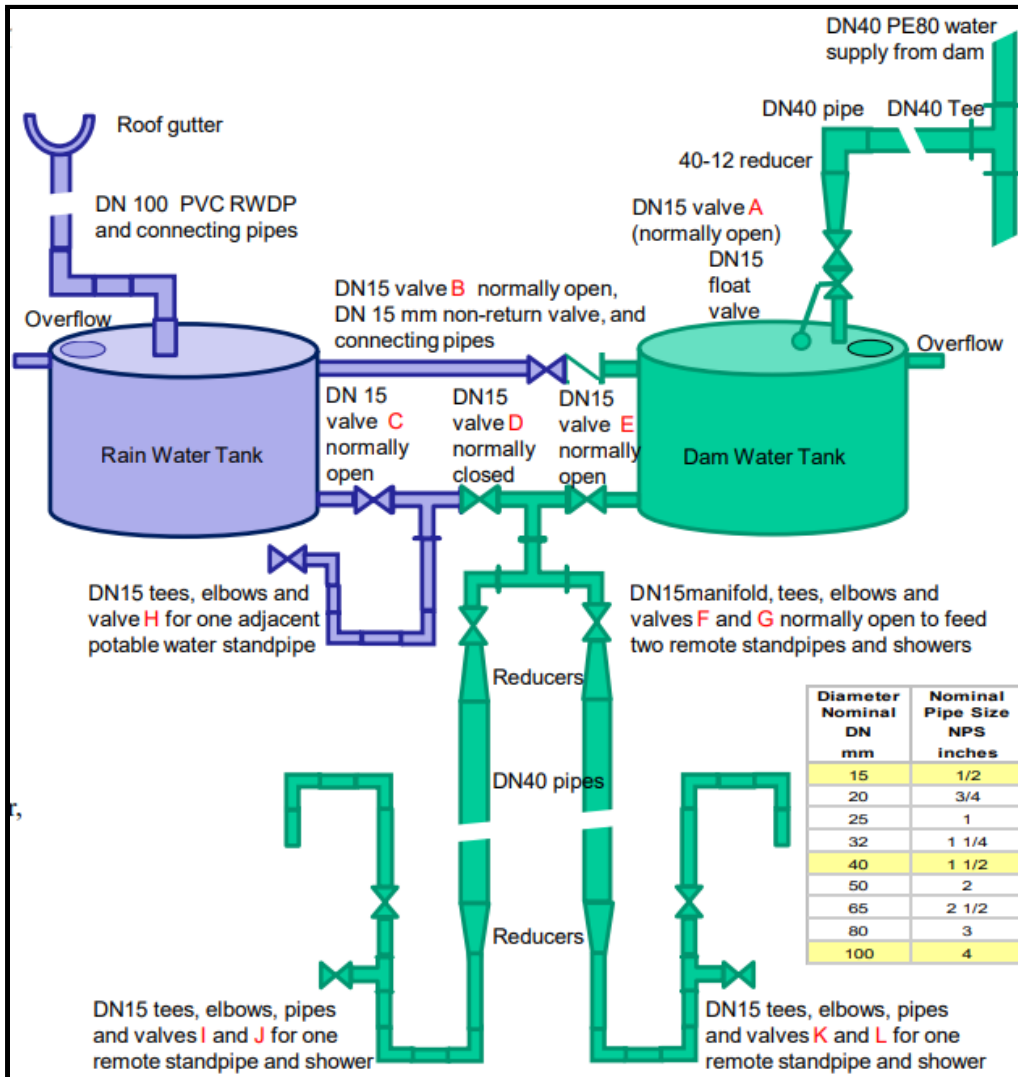 DN40 PE80 water
supply from dam
DN40 pipe
DN40 Tee
Roof gutter
40-12 reducer
DN 100 PVC RWDP
and connecting pipes
DN15 valve A
(normally open)
DN15
float
valve
DN15 valve B normally open,
DN 15 mm non-return valve, and
connecting pipes
Overflow
Overflow
DN 15
valve C
normally
open
DN15
valve D
normally
closed
DN15
valve E
normally
open
Rain Water Tank
Dam Water Tank
DN15 tees, elbows and
valve H for one adjacent
potable water standpipe
DN15manifold, tees, elbows and
valves F and G normally open to feed
two remote standpipes and showers
Reducers
DN40 pipes
Reducers
Diameter Nominal DN mm | Nominal Pipe Size NPS inches
15 1/2
20 3/4
25 1
32 1 1/4
40 1 1/2
50 2
65 2 1/2
80 3
100 4
r,
DN15 tees, elbows, pipes
and valves I and J for one
remote standpipe and shower
DN15 tees, elbows, pipes
and valves K and L for one
remote standpipe and shower